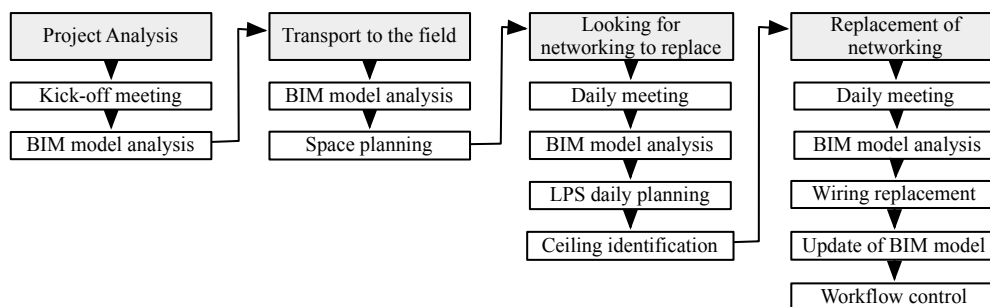 Project Analysis
Kick-off meeting
BIM model analysis
Transport to the field
BIM model analysis
Space planning
Looking for
networking to replace
Daily meeting
BIM model analysis
LPS daily planning
Ceiling identification
Replacement of
networking
Daily meeting
BIM model analysis
Wiring replacement
Update of BIM model
Workflow control